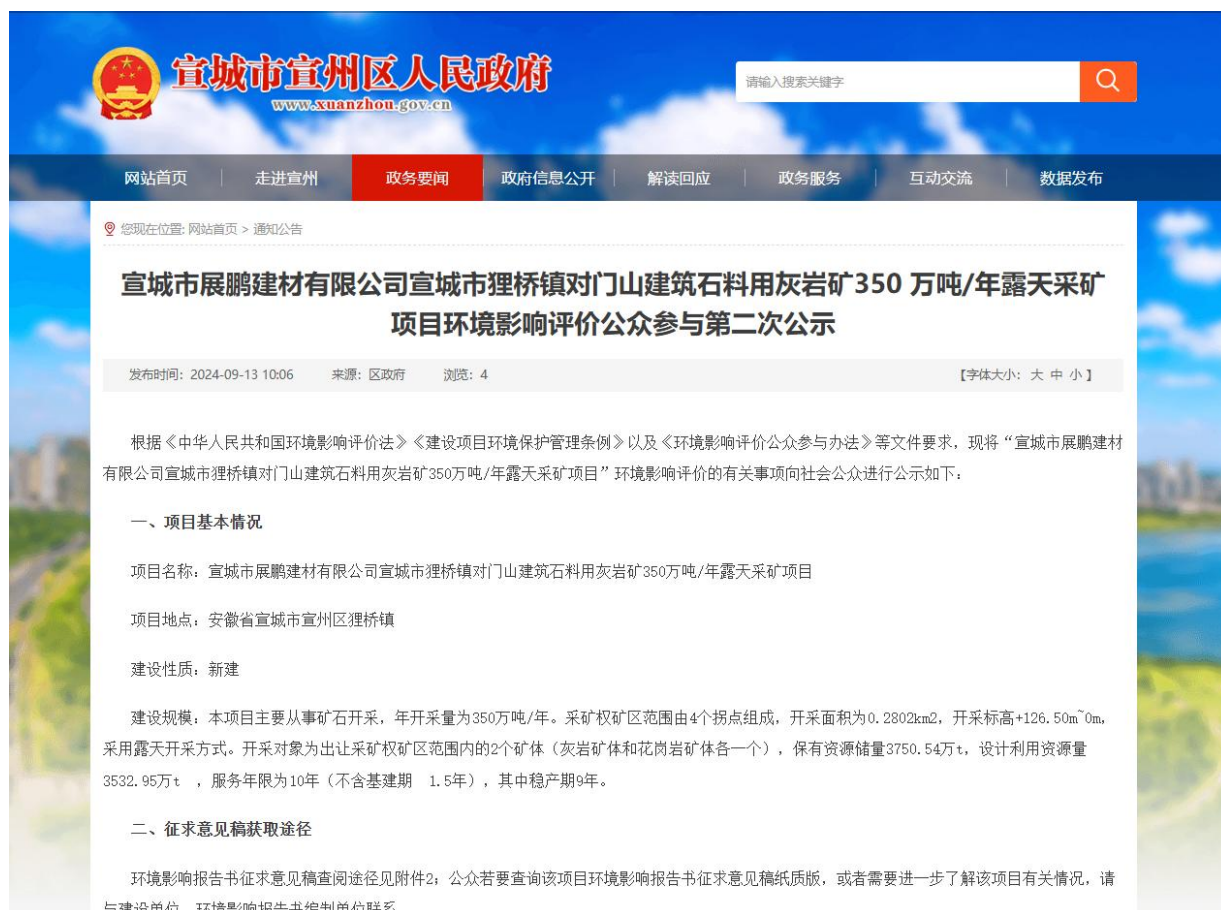 宣城市宣州区人民政府
www.xuanzhou.gov.cn
请输入搜索关键字
网站首页 走进宣州 政务要闻 政府信息公开 解读回应 政务服务 互动交流 数据发布
您现在位置: 网站首页 > 通知公告
宣城市展鹏建材有限公司宣城市狸桥镇对门山建筑石料用灰岩矿350 万吨/年露天采矿
项目环境影响评价公众参与第二次公示
发布时间: 2024-09-13 10:06 来源: 区政府 浏览: 4 【字体大小: 大 中 小 】
根据《中华人民共和国环境影响评价法》《建设项目环境保护管理条例》以及《环境影响评价公众参与办法》等文件要求，现将“宣城市展鹏建材
有限公司宣城市狸桥镇对门山建筑石料用灰岩矿350万吨/年露天采矿项目”环境影响评价的有关事项向社会公众进行公示如下：
一、项目基本情况
项目名称：宣城市展鹏建材有限公司宣城市狸桥镇对门山建筑石料用灰岩矿350万吨/年露天采矿项目
项目地点：安徽省宣城市宣州区狸桥镇
建设性质：新建
建设规模：本项目主要从事矿石开采，年开采量为350万吨/年。采矿权矿区范围由4个拐点组成，开采面积为0.2802km2，开采标高+126.50m~0m，
采用露天开采方式。开采对象为出让采矿权矿区范围内的2个矿体（灰岩矿体和花岗岩矿体各一个），保有资源储量3750.54万t，设计利用资源量
3532.95万t ，服务年限为10年（不含基建期 1.5年），其中稳产期9年。
二、征求意见稿获取途径
环境影响报告书征求意见稿查阅途径见附件2；公众若要查询该项目环境影响报告书征求意见稿纸质版，或者需要进一步了解该项目有关情况，请
与建设单位、环境影响报告书编制单位联系